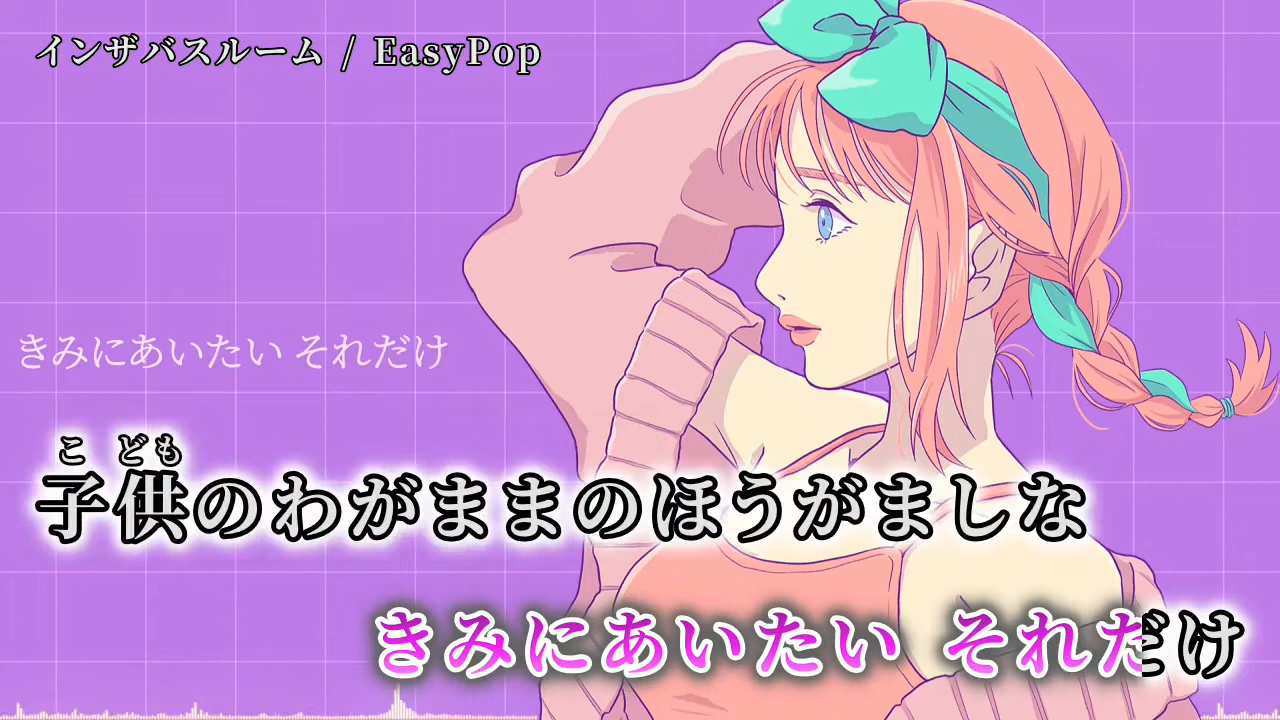 インザバスルーム / EasyPop
きみにあいたい それだけ
こ ども
子供のわがままのほうがましな
きみにあいたい それだけ